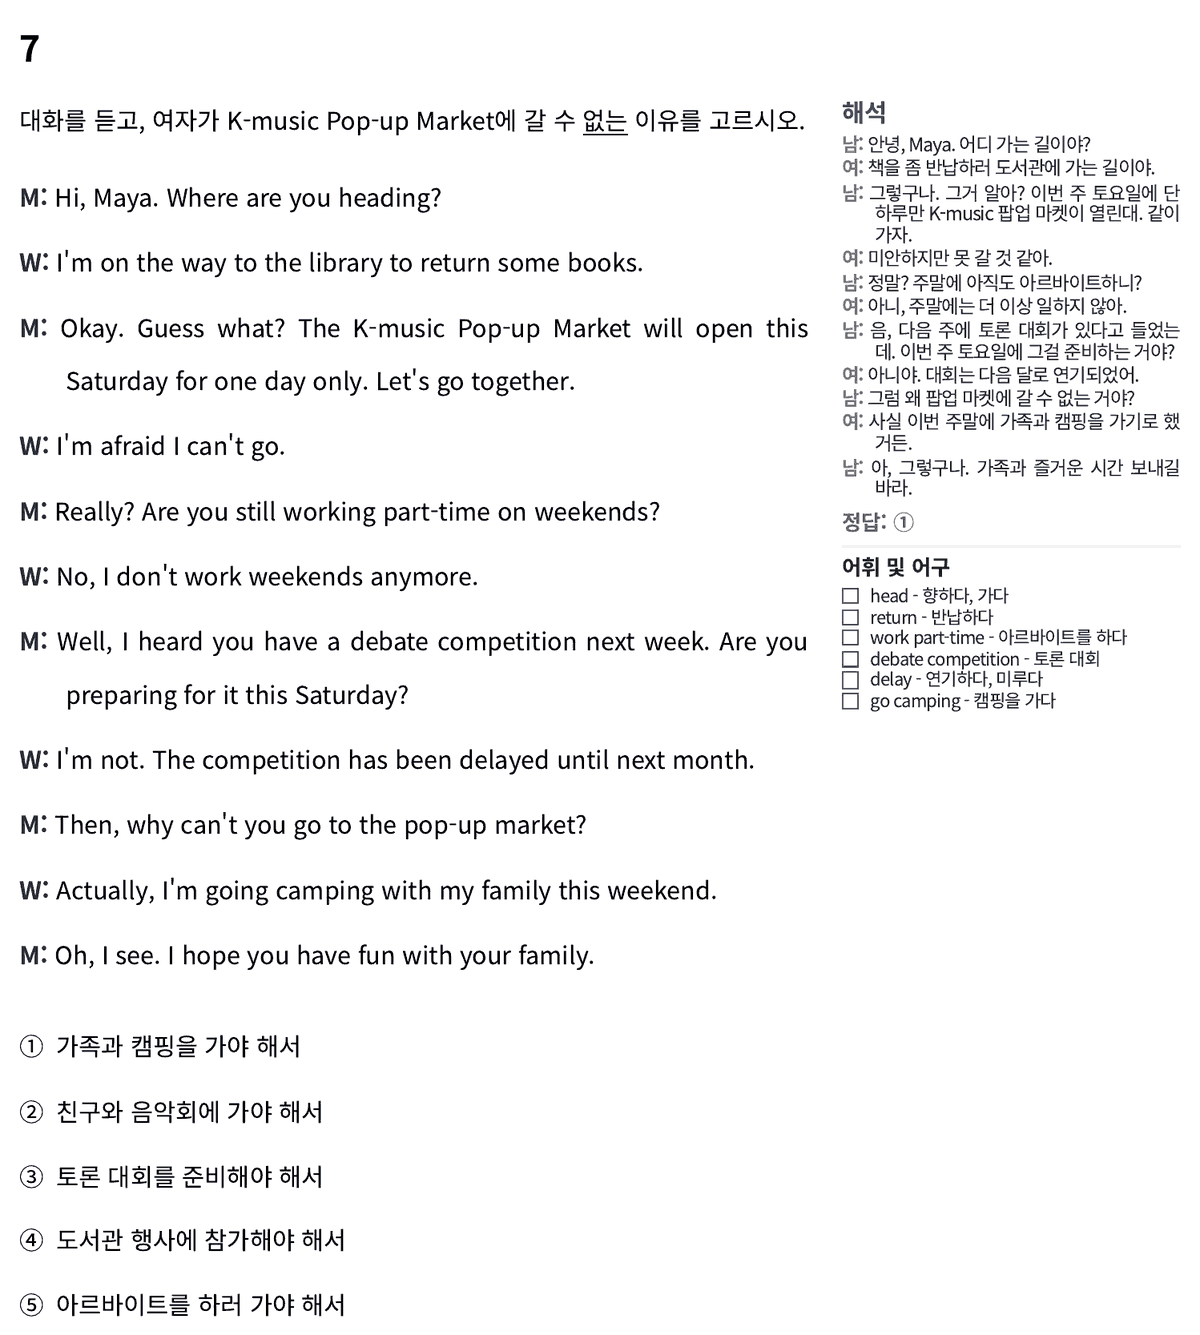 7
대화를 듣고, 여자가 K-music Pop-up Market에 갈 수 없는 이유를 고르시오.
M: Hi, Maya. Where are you heading?
W: I'm on the way to the library to return some books.
M: Okay. Guess what? The K-music Pop-up Market will open this
Saturday for one day only. Let's go together.
W: I'm afraid I can't go.
M: Really? Are you still working part-time on weekends?
W: No, I don't work weekends anymore.
M: Well, I heard you have a debate competition next week. Are you
preparing for it this Saturday?
W: I'm not. The competition has been delayed until next month.
M: Then, why can't you go to the pop-up market?
W: Actually, I'm going camping with my family this weekend.
M: Oh, I see. I hope you have fun with your family.
① 가족과 캠핑을 가야 해서
② 친구와 음악회에 가야 해서
③ 토론 대회를 준비해야 해서
④ 도서관 행사에 참가해야 해서
⑤ 아르바이트를 하러 가야 해서
해석
남: 안녕, Maya. 어디 가는 길이야?
여: 책을 좀 반납하러 도서관에 가는 길이야.
남: 그렇구나. 그거 알아? 이번 주 토요일에 단
하루만 K-music 팝업 마켓이 열린대. 같이
가자.
여: 미안하지만 못 갈 것 같아.
남: 정말? 주말에 아직도 아르바이트하니?
여: 아니, 주말에는 더 이상 일하지 않아.
남: 음, 다음 주에 토론 대회가 있다고 들었는
데. 이번 주 토요일에 그걸 준비하는 거야?
여: 아니야. 대회는 다음 달로 연기되었어.
남: 그럼 왜 팝업 마켓에 갈 수 없는 거야?
여: 사실 이번 주말에 가족과 캠핑을 가기로 했
거든.
남: 아, 그렇구나. 가족과 즐거운 시간 보내길
바라.
정답: ①
어휘 및 어구
□ head - 향하다, 가다
□ return - 반납하다
□ work part-time - 아르바이트를 하다
□ debate competition - 토론 대회
□ delay - 연기하다, 미루다
□ go camping - 캠핑을 가다